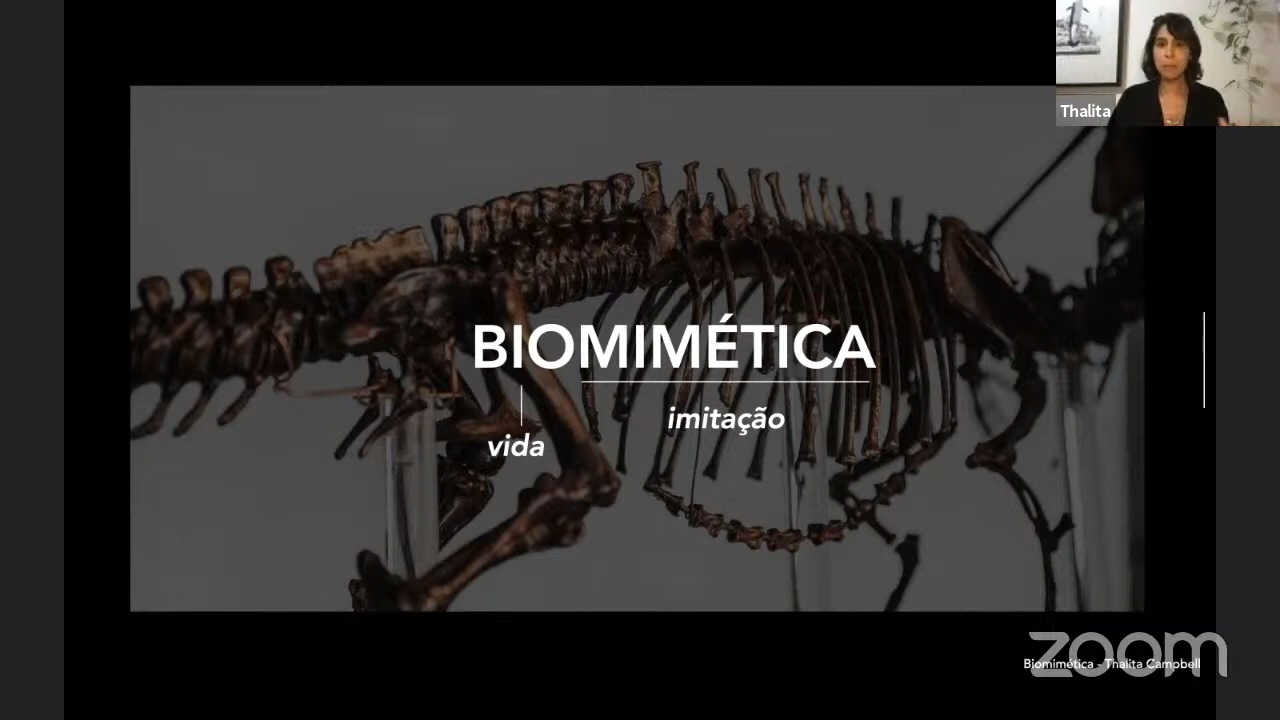 Thalita
BIOMIMÉTICA
imitação
vida
zoom
Biomimética - Thalita Campbell